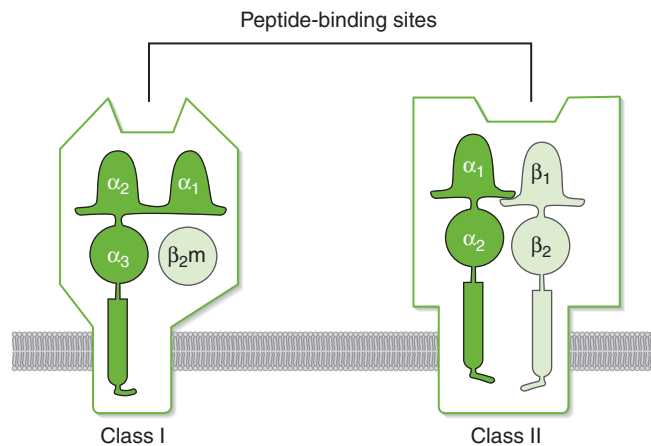 Peptide-binding sites
α₂ α₁
α₃ β₂m
α₁ β₁
α₂ β₂
Class I
Class II